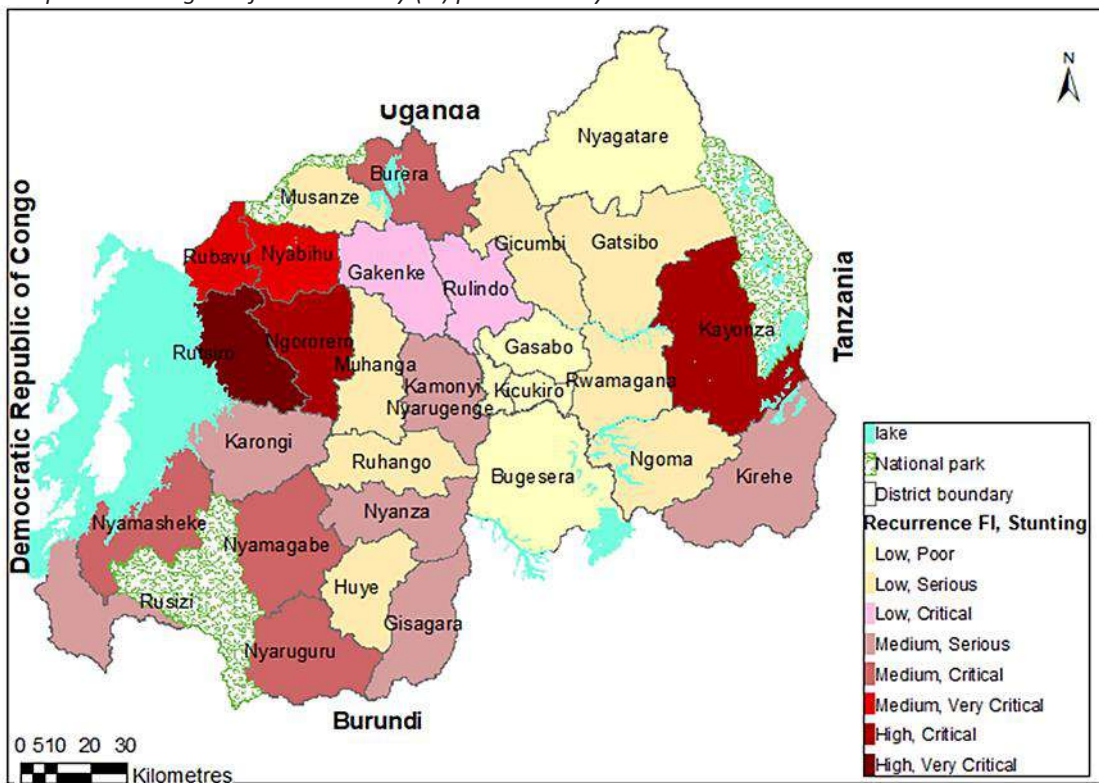 Uganda
N
Nyagatare
Burera
Musanze
Democratic Republic of Congo
Gicumbi
Gatsibo
Rubavu
Nyabihu
Gakenke
Rulindo
Tanzania
Kayonza
Rutsiro
Ngororero
Muhanga
Gasabo
Kamonyi
Kicukiro
Rwamagana
Nyarugenge
Karongi
Ruhango
Bugesera
Ngoma
Kirehe
Nyanza
Nyamasheke
Nyamagabe
Huye
Rusizi
Gisagara
Nyaruguru
Burundi
lake
National park
District boundary
Recurrence FI, Stunting
Low, Poor
Low, Serious
Low, Critical
Medium, Serious
Medium, Critical
Medium, Very Critical
High, Critical
High, Very Critical
0 510 20 30
Kilometres